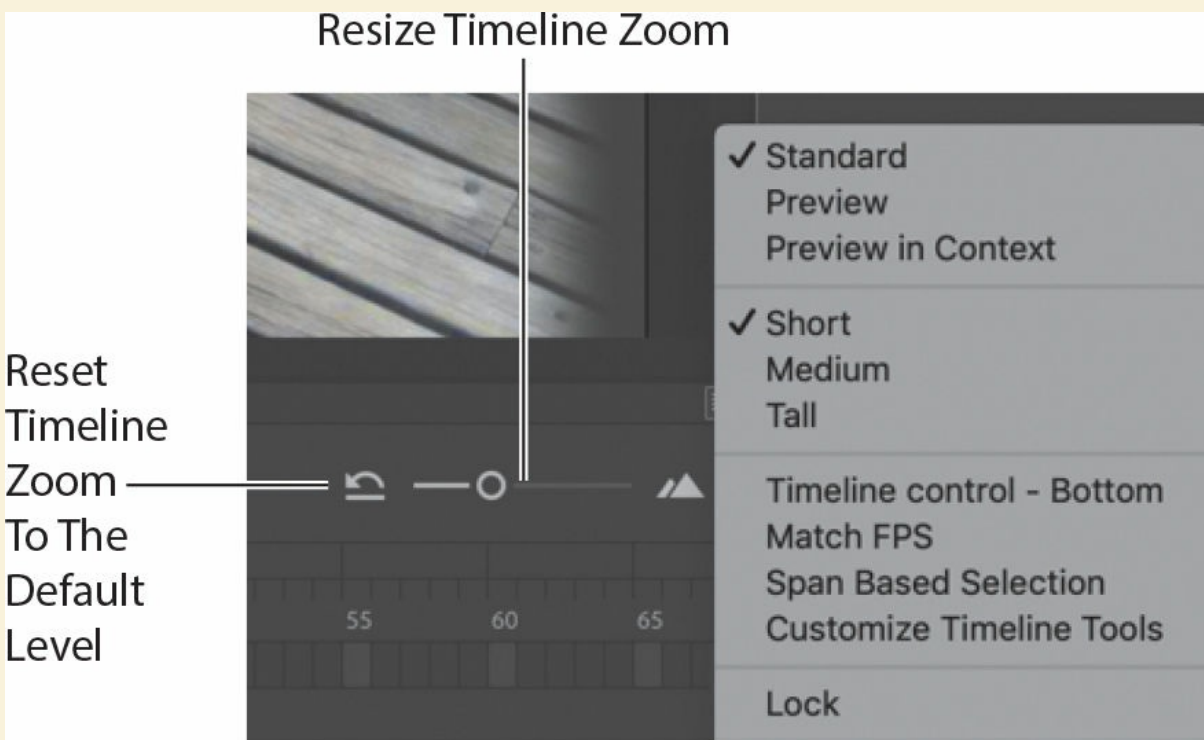 Resize Timeline Zoom
Reset
Timeline
Zoom
To The
Default
Level
55 60 65
Standard
Preview
Preview in Context
Short
Medium
Tall
Timeline control - Bottom
Match FPS
Span Based Selection
Customize Timeline Tools
Lock